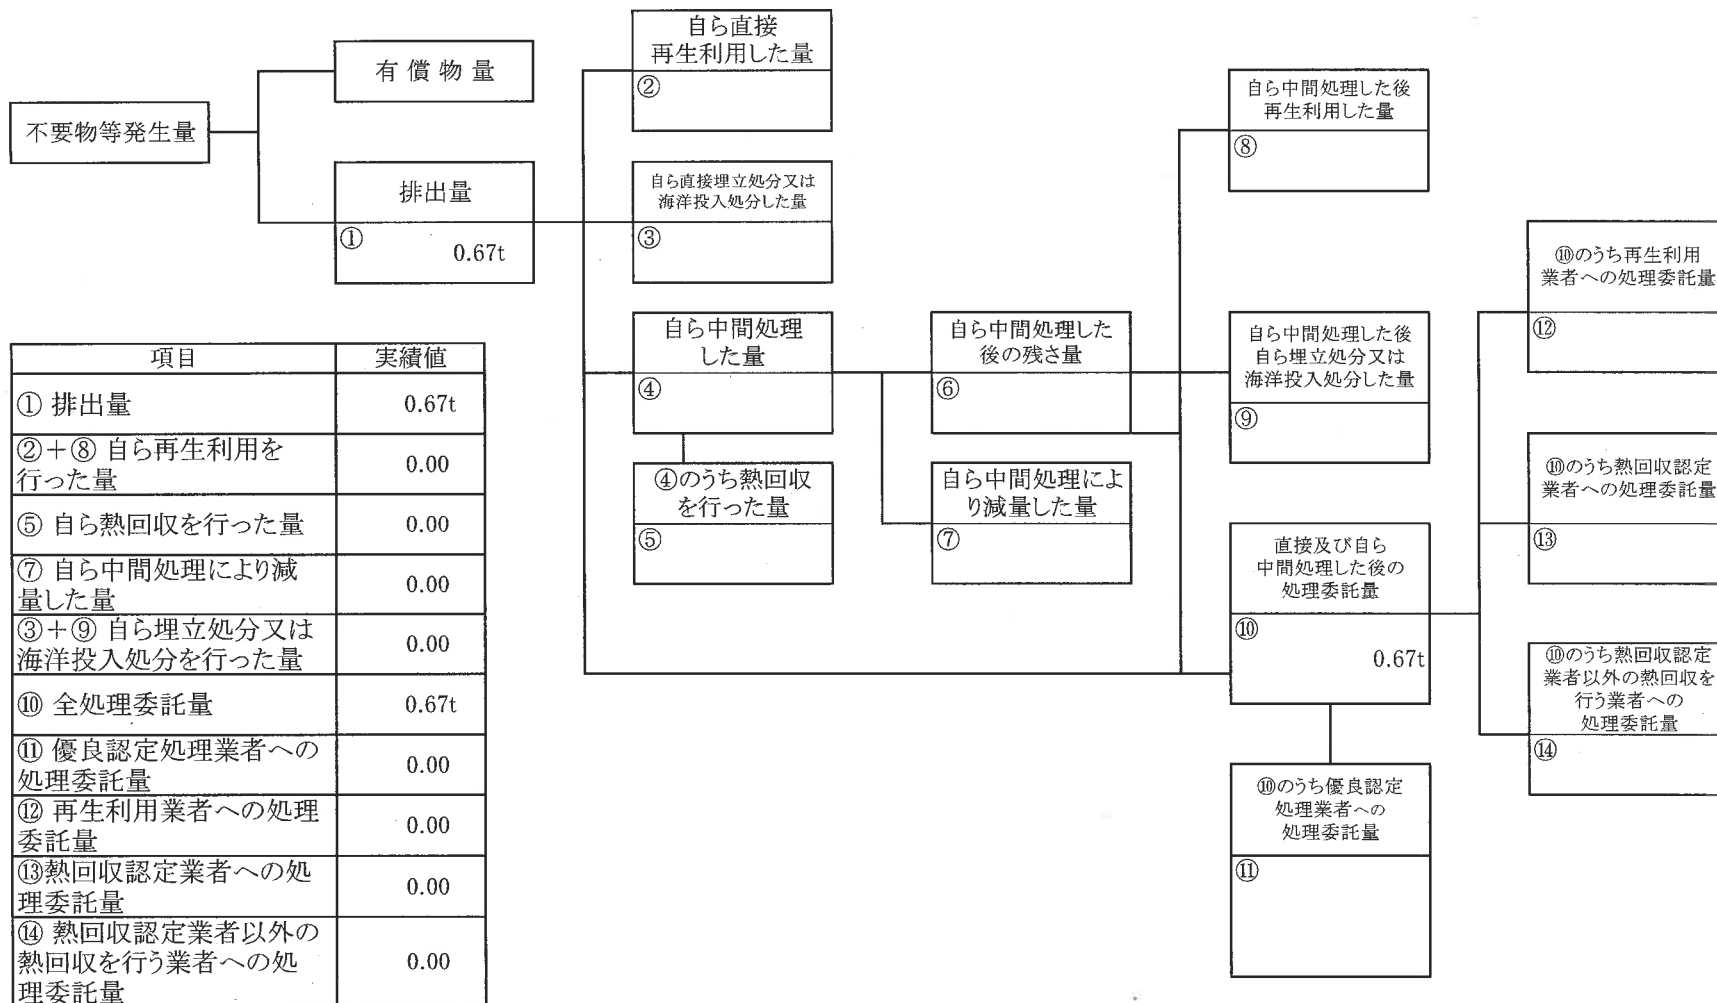 自ら直接
再生利用した量
②
有償物量
不要物等発生量
排出量
①
0.67t
自ら直接埋立処分又は
海洋投入処分した量
③
自ら中間処理した後
再生利用した量
⑧
自ら中間処理
した量
④
自ら中間処理した
後の残さ量
⑥
自ら中間処理した後
自ら埋立処分又は
海洋投入処分した量
⑨
④のうち熱回収
を行った量
⑤
自ら中間処理によ
り減量した量
⑦
直接及び自ら
中間処理した後の
処理委託量
⑩
0.67t
⑩のうち優良認定
処理業者への
処理委託量
⑪
⑩のうち再生利用
業者への処理委託量
⑫
⑩のうち熱回収認定
業者への処理委託量
⑬
⑩のうち熱回収認定
業者以外の熱回収を
行う業者への
処理委託量
⑭
項目 実績値
① 排出量 0.67t
②+⑧ 自ら再生利用を
行った量 0.00
⑤ 自ら熱回収を行った量 0.00
⑦ 自ら中間処理により減
量した量 0.00
③+⑨ 自ら埋立処分又は
海洋投入処分を行った量 0.00
⑩ 全処理委託量 0.67t
⑪ 優良認定処理業者への
処理委託量 0.00
⑫ 再生利用業者への処理
委託量 0.00
⑬熱回収認定業者への処
理委託量 0.00
⑭ 熱回収認定業者以外の
熱回収を行う業者への処
理委託量 0.00